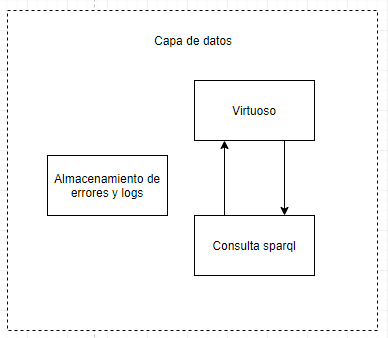 Capa de datos
Virtuoso
Almacenamiento de
errores y logs
Consulta sparql